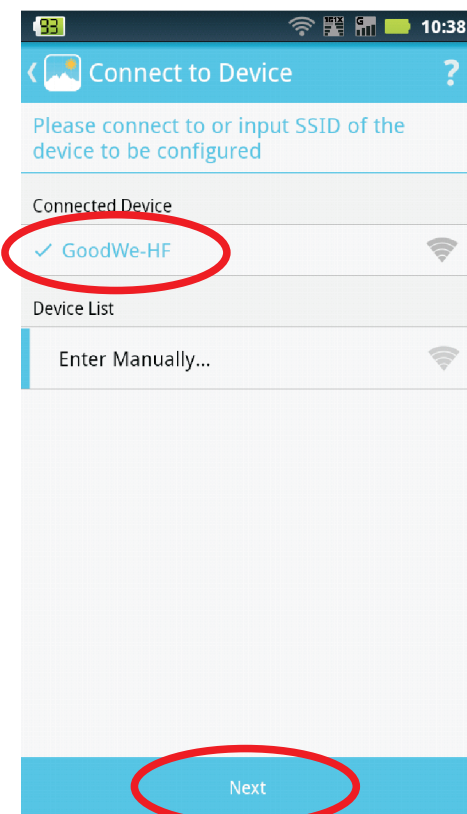 93
10:38
Connect to Device
?
Please connect to or input SSID of the
device to be configured
Connected Device
GoodWe-HF
Device List
Enter Manually...
Next